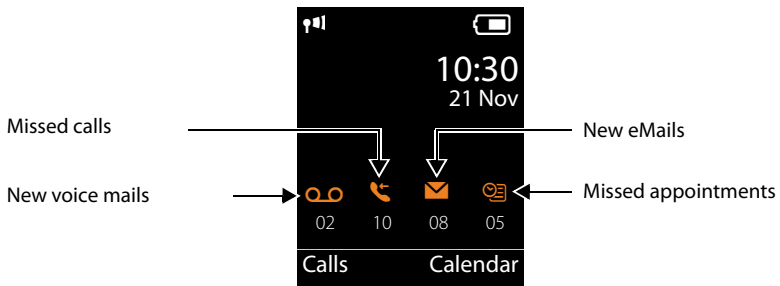 10:30
21 Nov
Missed calls
New eMails
New voice mails
Missed appointments
02 10 08 05
Calls Calendar